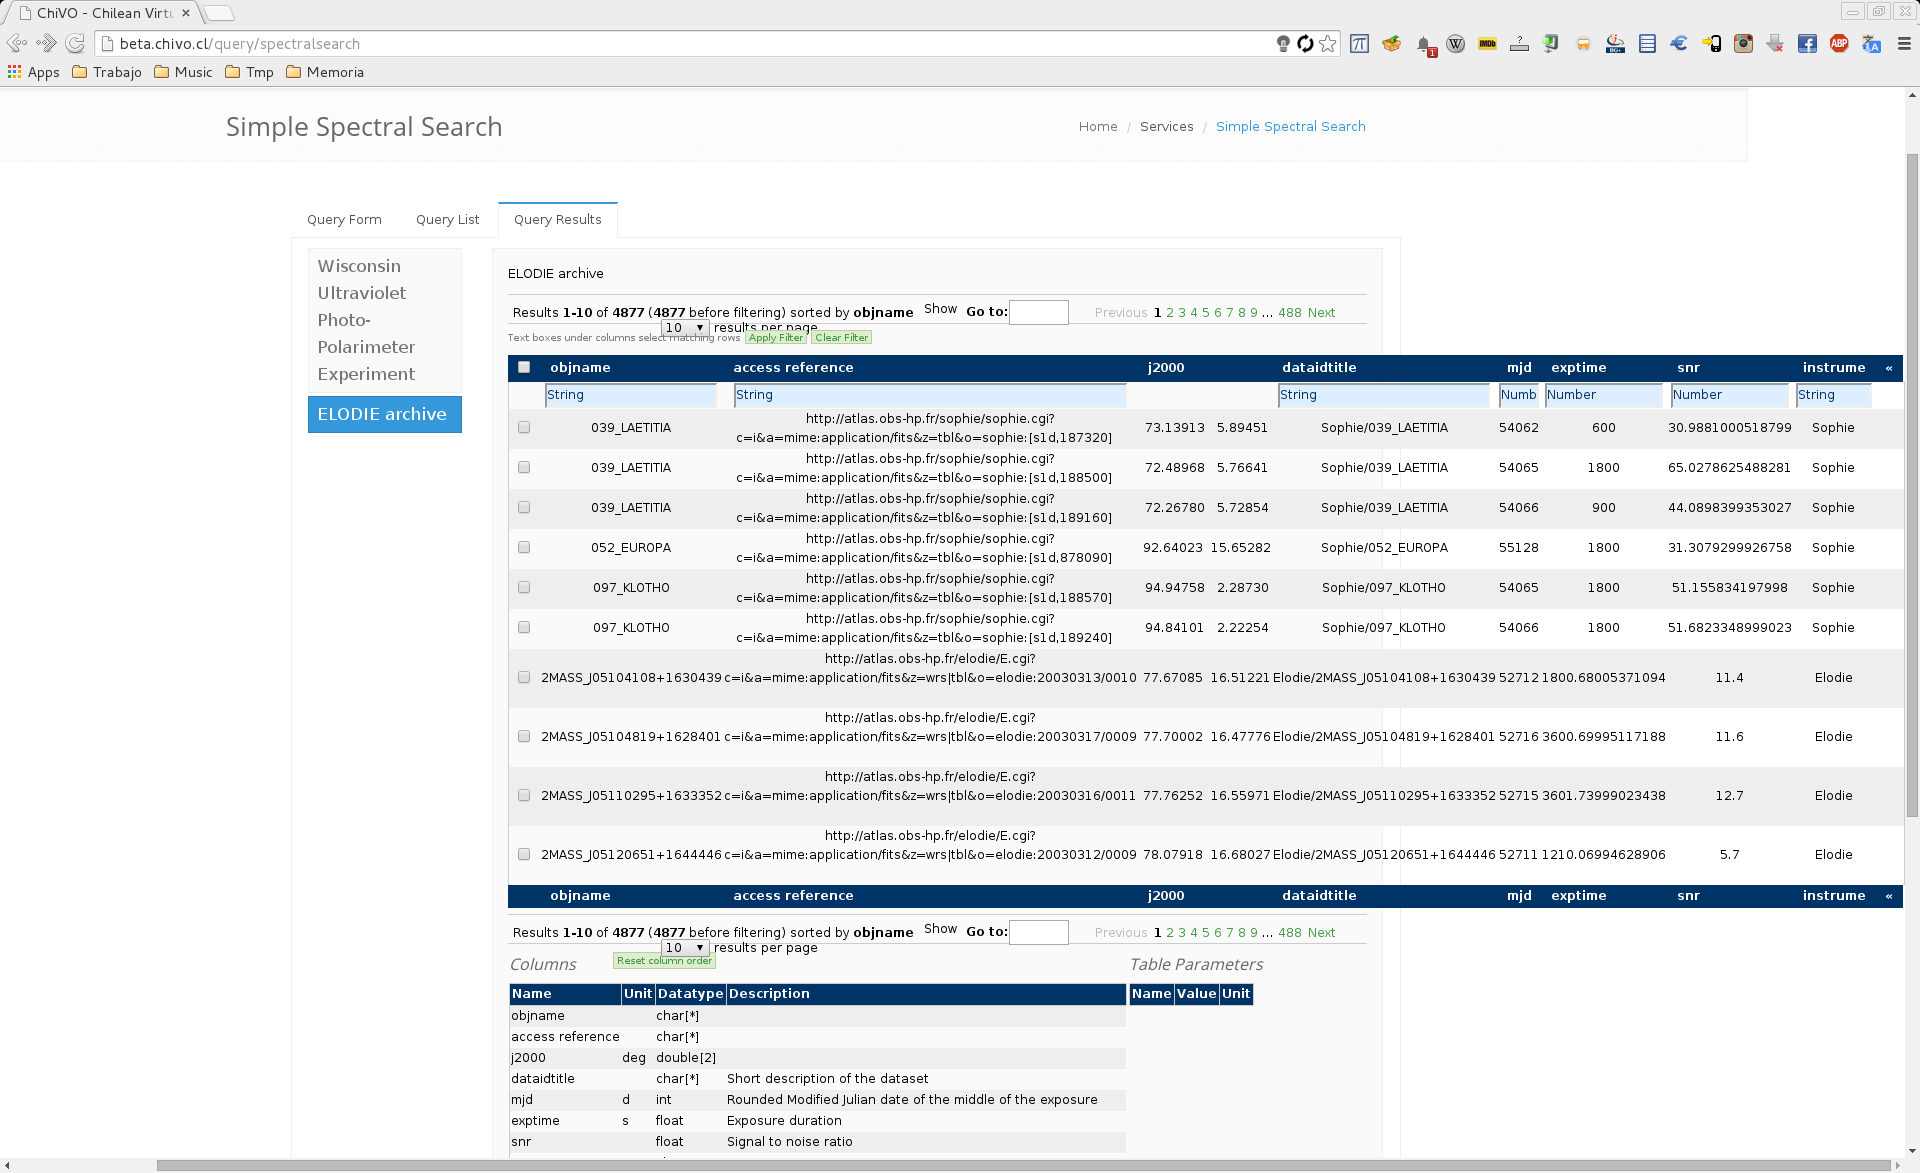 ChiVO - Chilean Virtu
beta.chivo.cl/query/spectralsearch
Apps Trabajo Music Tmp Memoria
Simple Spectral Search
Home / Services / Simple Spectral Search
Query Form Query List Query Results
Wisconsin
Ultraviolet
Photo-
Polarimeter
Experiment
ELODIE archive
ELODIE archive
Results 1-10 of 4877 (4877 before filtering) sorted by objname Show 10 results per page Go to: Previous 1 2 3 4 5 6 7 8 9 ... 488 Next
Text boxes under columns select matching rows Apply Filter Clear Filter
objname access reference j2000 dataidtitle mjd exptime snr instrume «
String String String Numb Number Number String
039_LAETITIA http://atlas.obs-hp.fr/sophie/sophie.cgi?
c=i&a=mime:application/fits&z=tbl&o=sophie:[s1d,187320] 73.13913 5.89451 Sophie/039_LAETITIA 54062 600 30.9881000518799 Sophie
039_LAETITIA http://atlas.obs-hp.fr/sophie/sophie.cgi?
c=i&a=mime:application/fits&z=tbl&o=sophie:[s1d,188500] 72.48968 5.76641 Sophie/039_LAETITIA 54065 1800 65.0278625488281 Sophie
039_LAETITIA http://atlas.obs-hp.fr/sophie/sophie.cgi?
c=i&a=mime:application/fits&z=tbl&o=sophie:[s1d,189160] 72.26780 5.72854 Sophie/039_LAETITIA 54066 900 44.0898399353027 Sophie
052_EUROPA http://atlas.obs-hp.fr/sophie/sophie.cgi?
c=i&a=mime:application/fits&z=tbl&o=sophie:[s1d,878090] 92.64023 15.65282 Sophie/052_EUROPA 55128 1800 31.3079299926758 Sophie
097_KLOTHO http://atlas.obs-hp.fr/sophie/sophie.cgi?
c=i&a=mime:application/fits&z=tbl&o=sophie:[s1d,188570] 94.94758 2.28730 Sophie/097_KLOTHO 54065 1800 51.155834197998 Sophie
097_KLOTHO http://atlas.obs-hp.fr/sophie/sophie.cgi?
c=i&a=mime:application/fits&z=tbl&o=sophie:[s1d,189240] 94.84101 2.22254 Sophie/097_KLOTHO 54066 1800 51.6823348999023 Sophie
http://atlas.obs-hp.fr/elodie/E.cgi?
2MASS_J05104108+1630439 c=i&a=mime:application/fits&z=wrs|tbl&o=elodie:20030313/0010 77.67085 16.51221 Elodie/2MASS_J05104108+1630439 52712 1800.68005371094 11.4 Elodie
http://atlas.obs-hp.fr/elodie/E.cgi?
2MASS_J05104819+1628401 c=i&a=mime:application/fits&z=wrs|tbl&o=elodie:20030317/0009 77.70002 16.47776 Elodie/2MASS_J05104819+1628401 52716 3600.69995117188 11.6 Elodie
http://atlas.obs-hp.fr/elodie/E.cgi?
2MASS_J05110295+1633352 c=i&a=mime:application/fits&z=wrs|tbl&o=elodie:20030316/0011 77.76252 16.55971 Elodie/2MASS_J05110295+1633352 52715 3601.73999023438 12.7 Elodie
http://atlas.obs-hp.fr/elodie/E.cgi?
2MASS_J05120651+1644446 c=i&a=mime:application/fits&z=wrs|tbl&o=elodie:20030312/0009 78.07918 16.68027 Elodie/2MASS_J05120651+1644446 52711 1210.06994628906 5.7 Elodie
objname access reference j2000 dataidtitle mjd exptime snr instrume «
Results 1-10 of 4877 (4877 before filtering) sorted by objname Show 10 results per page Go to: Previous 1 2 3 4 5 6 7 8 9 ... 488 Next
Columns Reset column order Table Parameters
Name Unit Datatype Description Name Value Unit
objname char[*]
access reference char[*]
j2000 deg double[2]
dataidtitle char[*] Short description of the dataset
mjd d int Rounded Modified Julian date of the middle of the exposure
exptime s float Exposure duration
snr float Signal to noise ratio